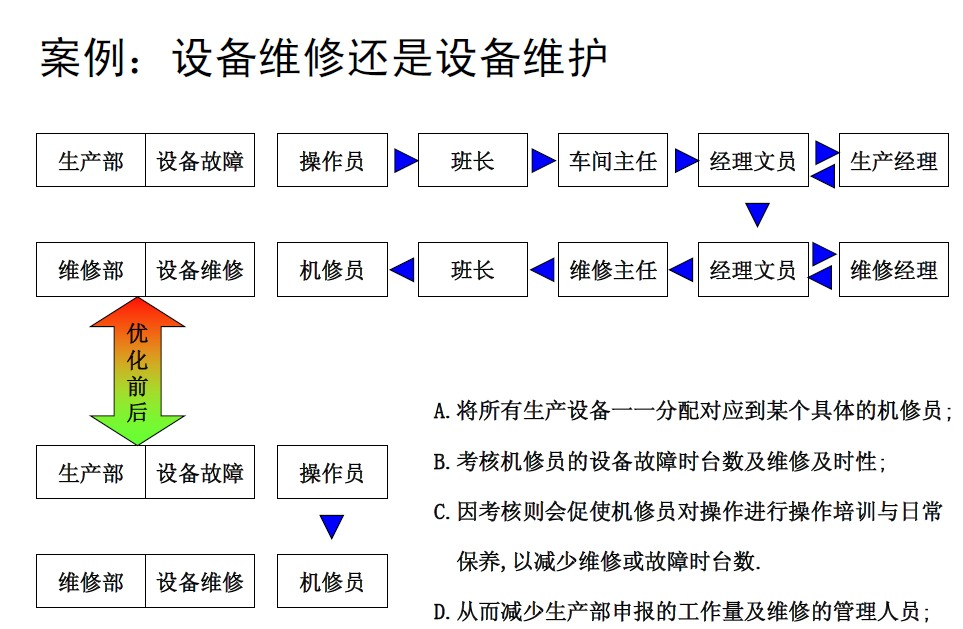 案例：设备维修还是设备维护
生产部 设备故障 操作员 班长 车间主任 经理文员 生产经理
维修部 设备维修 机修员 班长 维修主任 经理文员 维修经理
优
化
前
后
生产部 设备故障 操作员
维修部 设备维修 机修员
A.将所有生产设备一一分配对应到某个具体的机修员;
B.考核机修员的设备故障时台数及维修及时性;
C.因考核则会促使机修员对操作进行操作培训与日常
保养,以减少维修或故障时台数.
D.从而减少生产部申报的工作量及维修的管理人员;